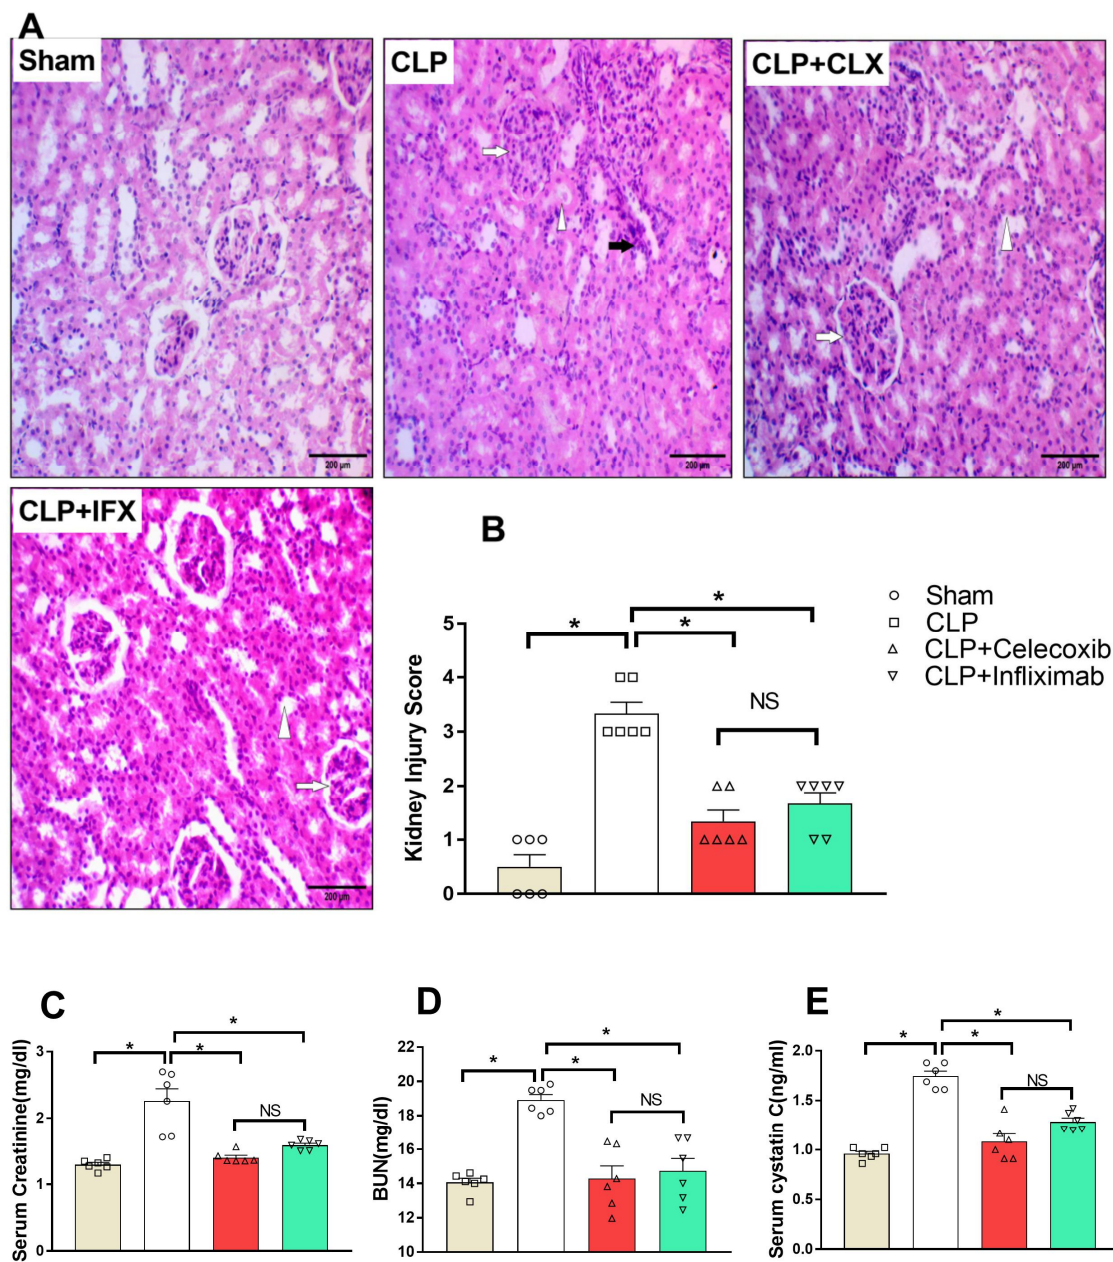 A
Sham
CLP
CLP+CLX
200 µm
200 µm
200 µm
CLP+IFX
200 µm
B
Kidney Injury Score
5
4
3
2
1
0
*
*
*
NS
Sham
CLP
CLP+Celecoxib
CLP+Infliximab
C
Serum Creatinine(mg/dl)
3
2
1
0
*
*
*
NS
D
BUN(mg/dl)
22
20
18
16
14
12
10
*
*
*
NS
E
Serum cystatin C(ng/ml)
2.0
1.5
1.0
0.5
0.0
*
*
*
NS